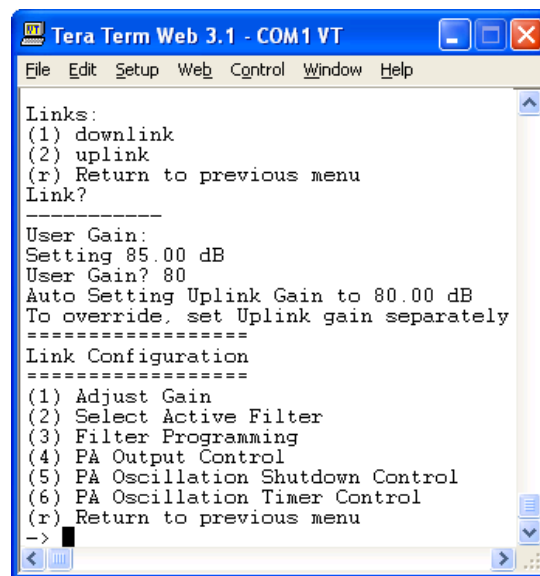 Tera Term Web 3.1 - COM1 VT
File Edit Setup Web Control Window Help
Links:
(1) downlink
(2) uplink
(r) Return to previous menu
Link?
-----------
User Gain:
Setting 85.00 dB
User Gain? 80
Auto Setting Uplink Gain to 80.00 dB
To override, set Uplink gain separately
==================
Link Configuration
==================
(1) Adjust Gain
(2) Select Active Filter
(3) Filter Programming
(4) PA Output Control
(5) PA Oscillation Shutdown Control
(6) PA Oscillation Timer Control
(r) Return to previous menu
->